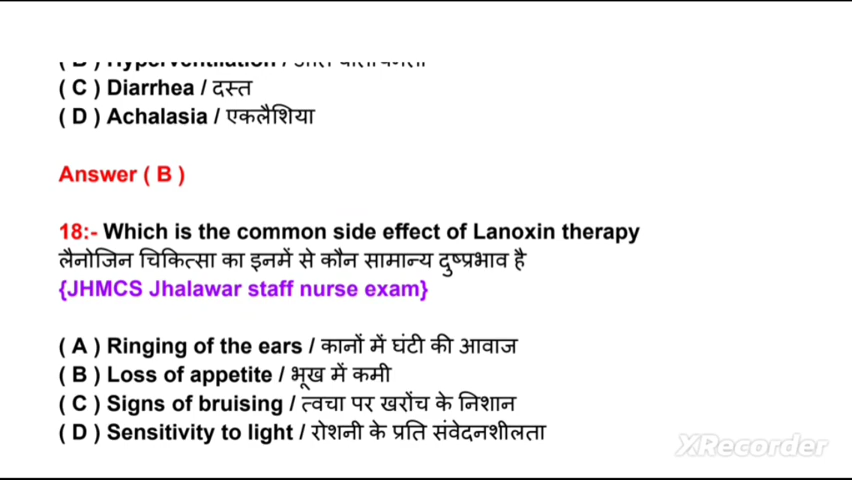 ( B ) Hyperventilation /
( C ) Diarrhea / दस्त
( D ) Achalasia / एकलैशिया
Answer ( B )
18:- Which is the common side effect of Lanoxin therapy
लैनोजिन चिकित्सा का इनमें से कौन सामान्य दुष्प्रभाव है
{JHMCS Jhalawar staff nurse exam}
( A ) Ringing of the ears / कानों में घंटी की आवाज
( B ) Loss of appetite / भूख में कमी
( C ) Signs of bruising / त्वचा पर खरोंच के निशान
( D ) Sensitivity to light / रोशनी के प्रति संवेदनशीलता
XRecorder